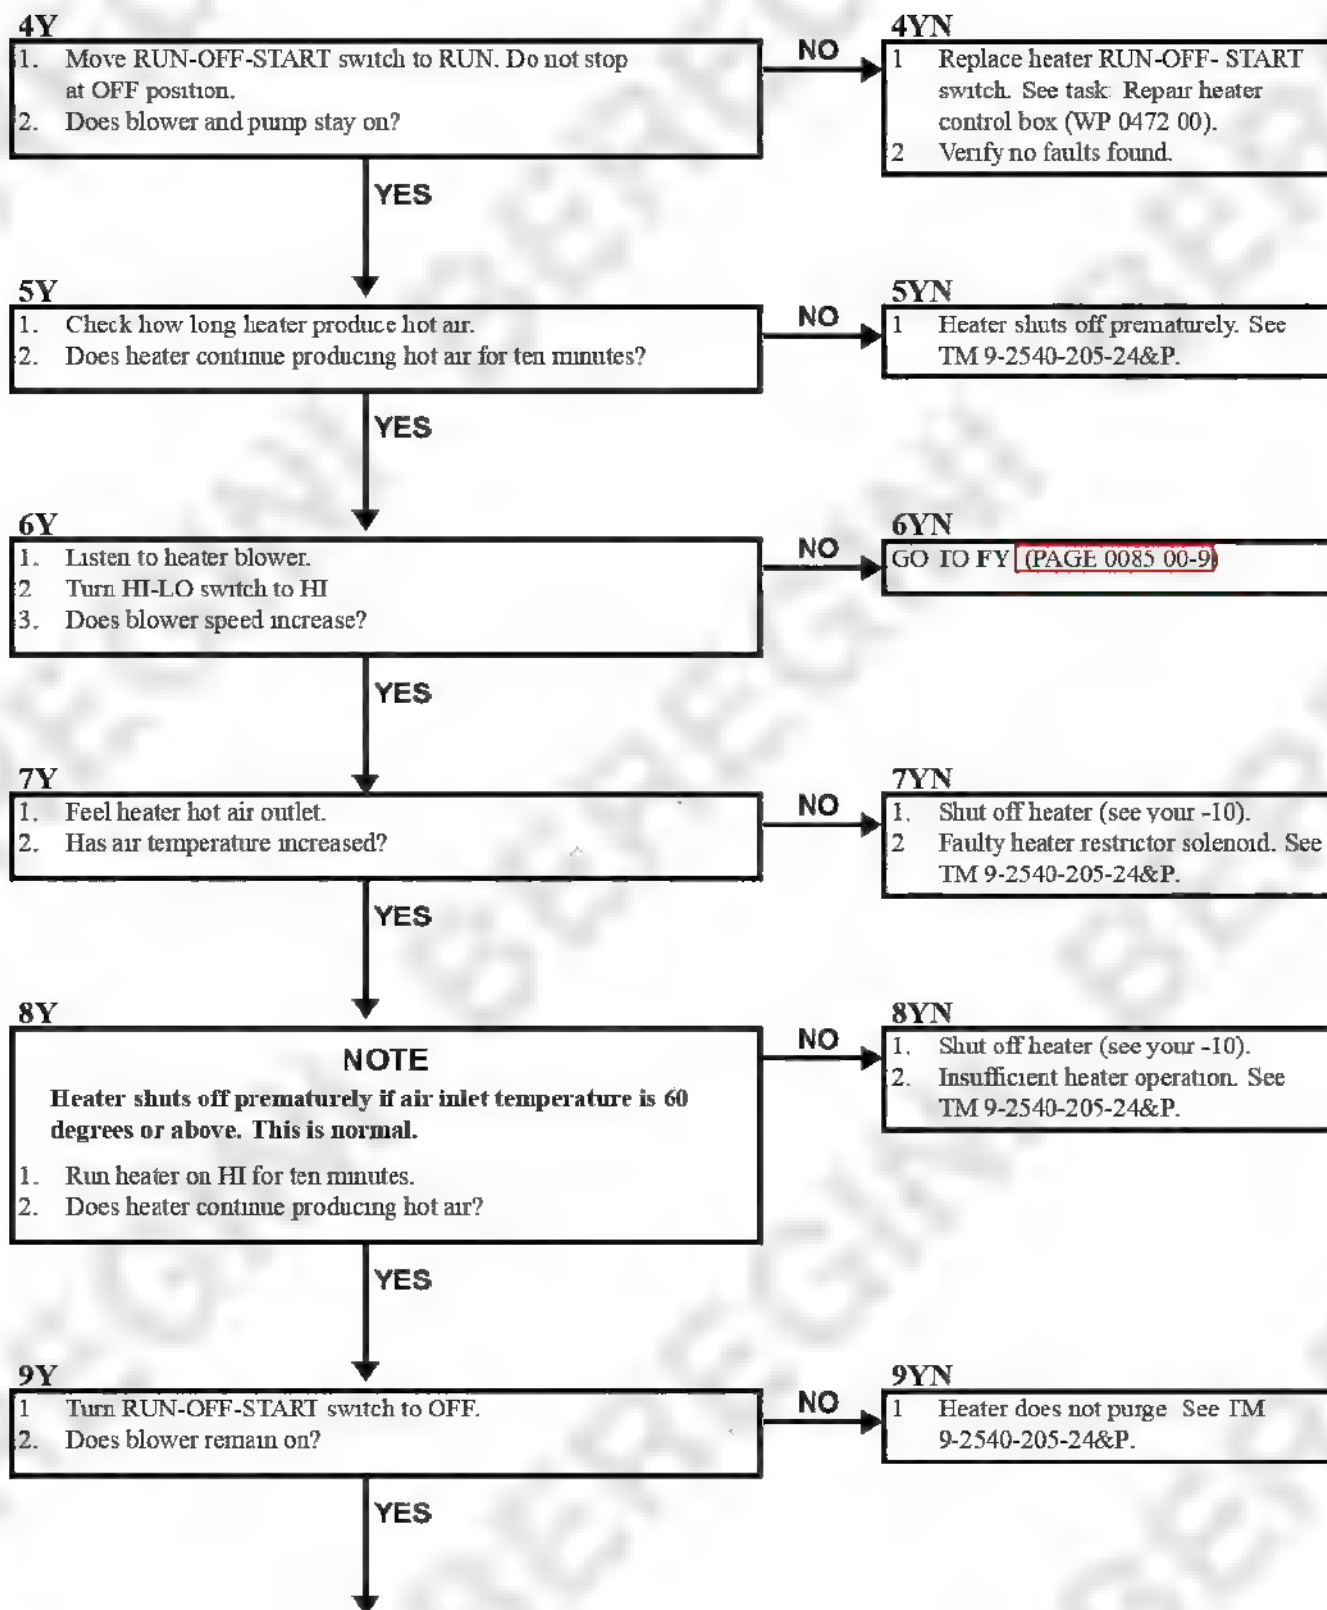 4Y
1. Move RUN-OFF-START switch to RUN. Do not stop
at OFF position.
2. Does blower and pump stay on?
NO
4YN
1 Replace heater RUN-OFF- START
switch. See task: Repair heater
control box (WP 0472 00).
2 Verify no faults found.
YES
5Y
1. Check how long heater produce hot air.
2. Does heater continue producing hot air for ten minutes?
NO
5YN
1 Heater shuts off prematurely. See
TM 9-2540-205-24&P.
YES
6Y
1. Listen to heater blower.
2 Turn HI-LO switch to HI
3. Does blower speed increase?
NO
6YN
GO TO FY (PAGE 0085 00-9)
YES
7Y
1. Feel heater hot air outlet.
2. Has air temperature increased?
NO
7YN
1. Shut off heater (see your -10).
2 Faulty heater restrictor solenoid. See
TM 9-2540-205-24&P.
YES
8Y
NOTE
Heater shuts off prematurely if air inlet temperature is 60
degrees or above. This is normal.
1. Run heater on HI for ten minutes.
2. Does heater continue producing hot air?
NO
8YN
1. Shut off heater (see your -10).
2. Insufficient heater operation. See
TM 9-2540-205-24&P.
YES
9Y
1 Turn RUN-OFF-START switch to OFF.
2. Does blower remain on?
NO
9YN
1 Heater does not purge See TM
9-2540-205-24&P.
YES